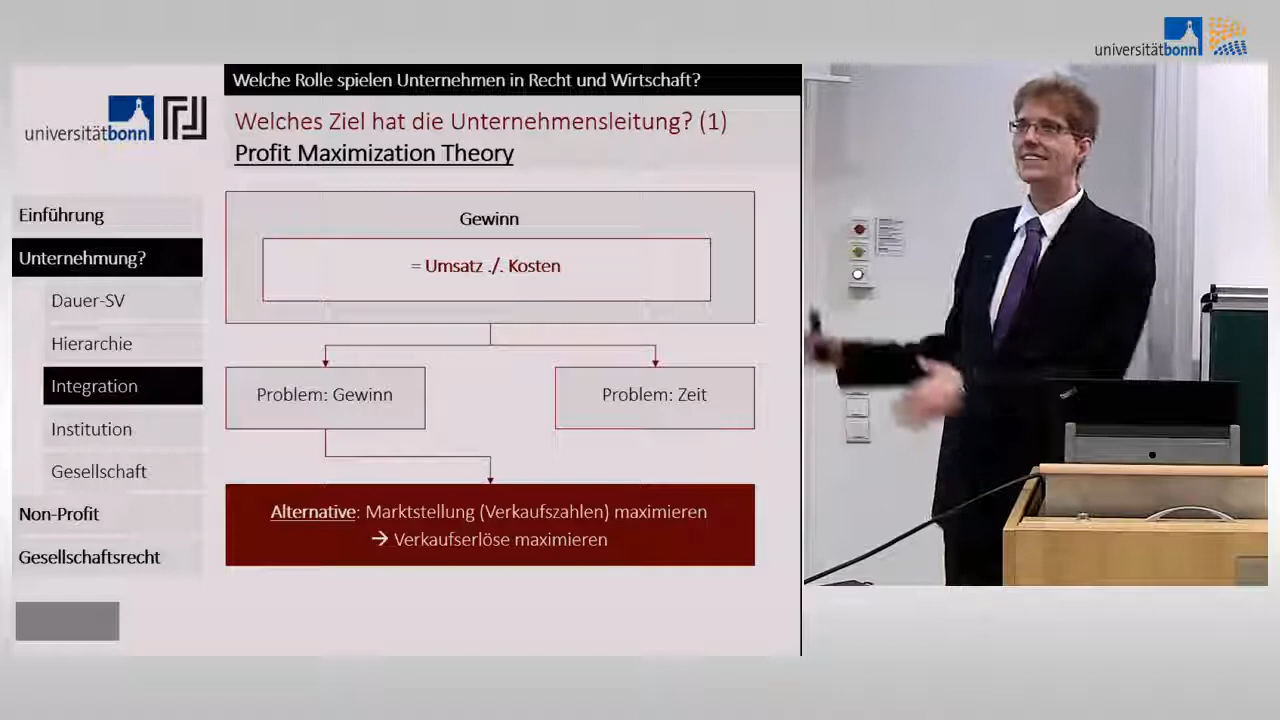 universitätbonn
Welche Rolle spielen Unternehmen in Recht und Wirtschaft?
universitätbonn
Welches Ziel hat die Unternehmensleitung? (1)
Profit Maximization Theory
Einführung
Unternehmung?
Dauer-SV
Hierarchie
Integration
Institution
Gesellschaft
Non-Profit
Gesellschaftsrecht
Gewinn
= Umsatz ./. Kosten
Problem: Gewinn
Problem: Zeit
Alternative: Marktstellung (Verkaufszahlen) maximieren
→ Verkaufserlöse maximieren